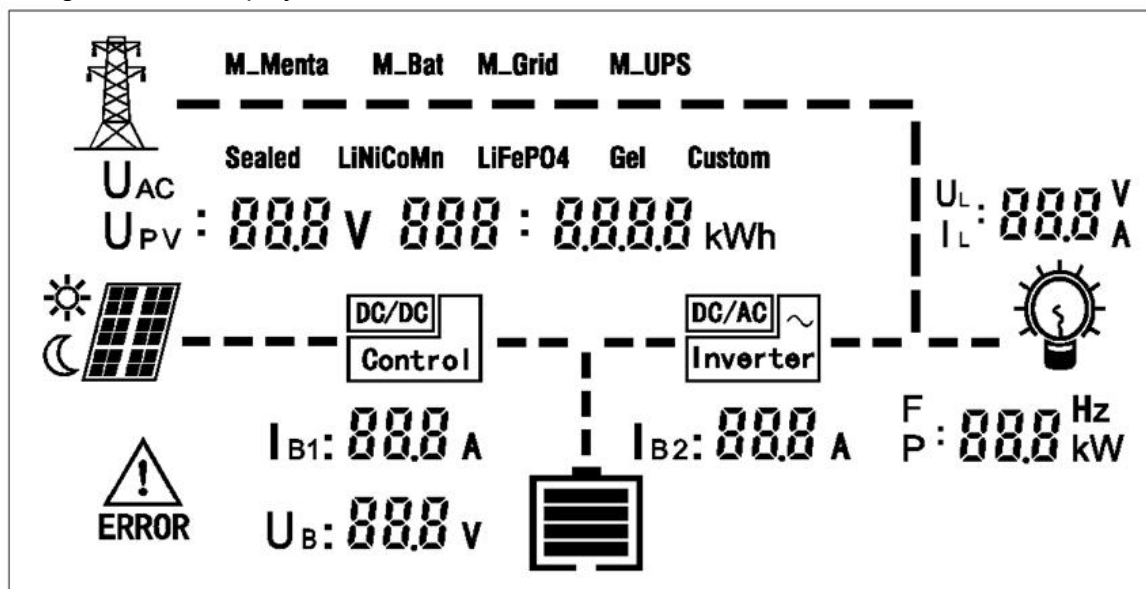 M_Menta M_Bat M_Grid M_UPS
Sealed LiNiCoMn LiFePO4 Gel Custom
UAC
UPV : 88.8 V 888 : 8.8.8.8 kWh
UL
IL : 88.8 V A
DC/DC
Control
DC/AC ~
Inverter
IB1: 88.8 A
IB2: 88.8 A
F
P : 88.8 Hz kW
ERROR
UB: 88.8 V